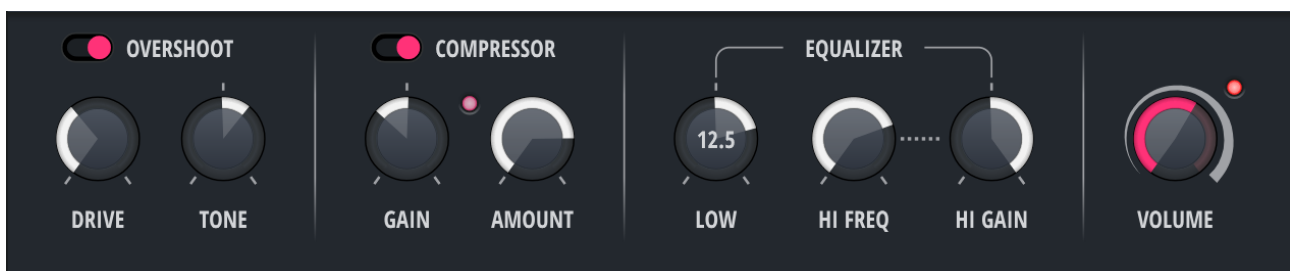 OVERSHOOT
DRIVE
TONE
COMPRESSOR
GAIN
AMOUNT
EQUALIZER
12.5
LOW
HI FREQ
HI GAIN
VOLUME